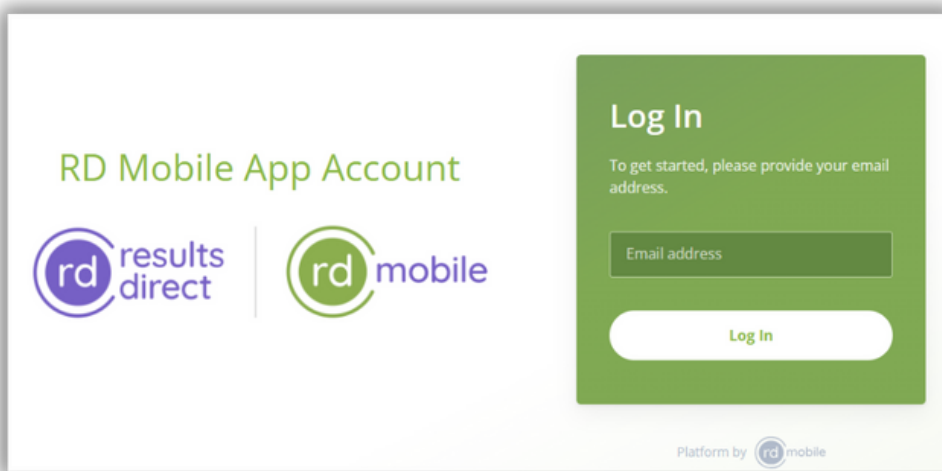 RD Mobile App Account
rd results
direct
rd mobile
Log In
To get started, please provide your email
address.
Email address
Log In
Platform by rd mobile